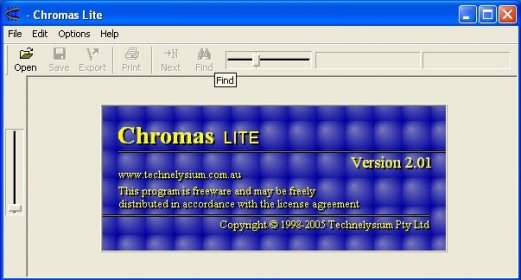 - Chromas Lite
File Edit Options Help
Open Save Export Print Next Find
Find
Chromas LITE
Version 2.01
www.technelysium.com.au
This program is freeware and may be freely
distributed in accordance with the license agreement
Copyright © 1998-2005 Technelysium Pty Ltd